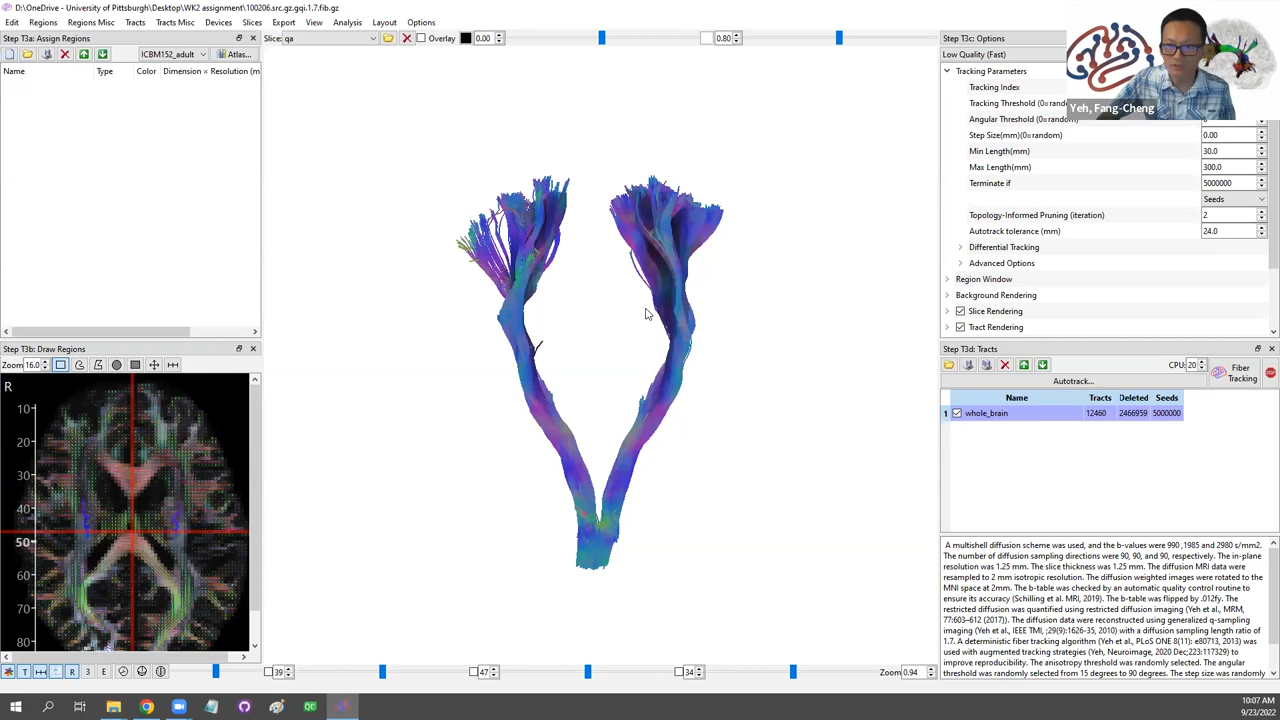 D:\OneDrive - University of Pittsburgh\Desktop\WK2 assignment\100206.src.gz.gqi.1.7.fib.gz
File Regions Regions Misc Tracts Tracts Misc Devices Slices Export View Analysis Layout Options
Step T3a: Assign Regions
ICBM152_adult Atlas...
Name Type Color Dimension × Resolution (m
Slice: qa Overlay 0.00 0.80
Step T3c: Options
Low Quality (Fast)
Tracking Parameters
Tracking Index
Tracking Threshold (0=rand
Angular Threshold (0=random)
Step Size(mm)(0=random) 0.00
Min Length(mm) 30.0
Max Length(mm) 300.0
Terminate if 5000000
Seeds
Topology-Informed Pruning (iteration) 2
Autotrack tolerance (mm) 24.0
Differential Tracking
Advanced Options
Region Window
Background Rendering
Slice Rendering
Tract Rendering
Yeh, Fang-Cheng
Step T3b: Draw Regions
Zoom 16.0
R
10
20
30
40
50
60
70
80
T R 3 E
39 47 34 Zoom 0.94
Step T3d: Tracts
CPU: 20 Fiber Tracking STOP
Autotrack...
Name Tracts Deleted Seeds
1 whole_brain 12460 2466959 5000000
A multishell diffusion scheme was used, and the b-values were 990 ,1985 and 2980 s/mm2.
The number of diffusion sampling directions were 90, 90, and 90, respectively. The in-plane
resolution was 1.25 mm. The slice thickness was 1.25 mm. The diffusion MRI data were
resampled to 2 mm isotropic resolution. The diffusion weighted images were rotated to the
MNI space at 2mm. The b-table was checked by an automatic quality control routine to
ensure its accuracy (Schilling et al. MRI, 2019). The b-table was flipped by .012fy. The
restricted diffusion was quantified using restricted diffusion imaging (Yeh et al., MRM,
77:603–612 (2017)). The diffusion data were reconstructed using generalized q-sampling
imaging (Yeh et al., IEEE TMI, ;29(9):1626-35, 2010) with a diffusion sampling length ratio of
1.7. A deterministic fiber tracking algorithm (Yeh et al., PLoS ONE 8(11): e80713, 2013) was
used with augmented tracking strategies (Yeh, Neuroimage, 2020 Dec;223:117329) to
improve reproducibility. The anisotropy threshold was randomly selected. The angular
threshold was randomly selected from 15 degrees to 90 degrees. The step size was randomly
10:07 AM
9/23/2022